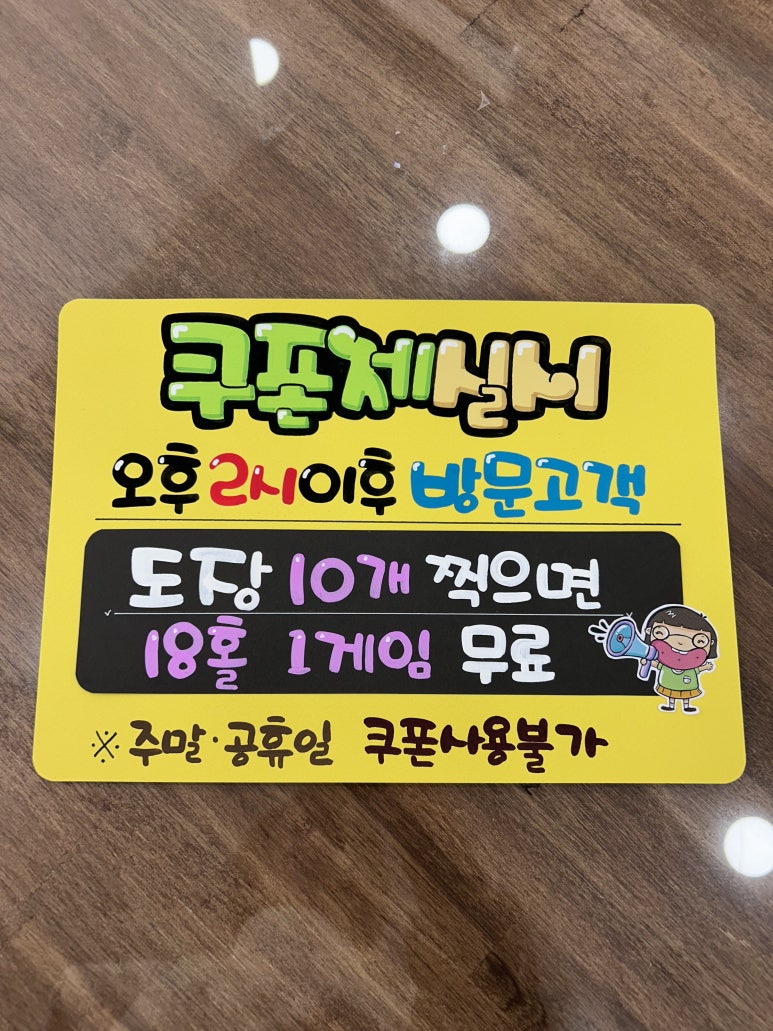 쿠폰제실시
오후2시이후 방문고객
도장 10개 찍으면
18홀 1게임 무료
※ 주말·공휴일 쿠폰사용불가